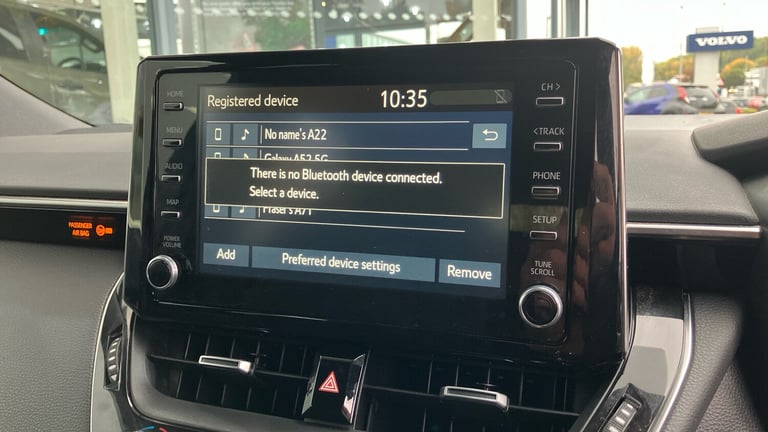 VOLVO
HOME
MENU
AUDIO
MAP
POWER
VOLUME
Registered device
10:35
No name's A22
Galaxy A52 5G
There is no Bluetooth device connected.
Select a device.
Fraser's A71
Add
Preferred device settings
Remove
CH >
< TRACK
PHONE
SETUP
TUNE
SCROLL
PASSENGER
AIR BAG